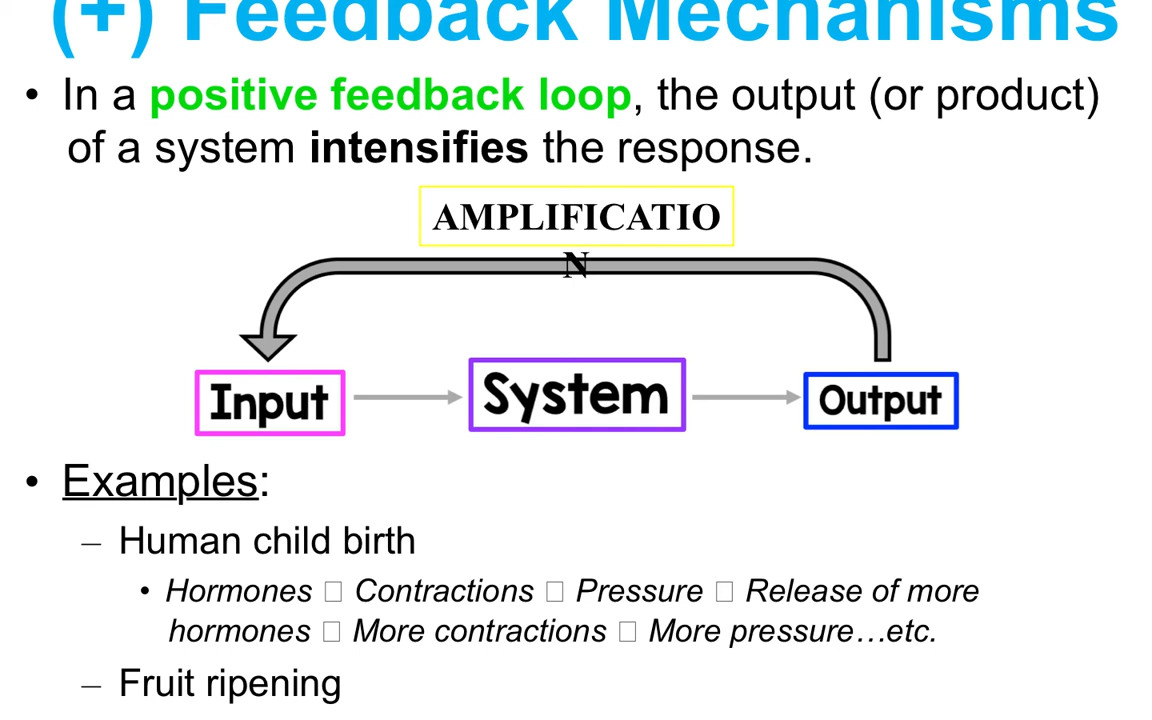 (+) Feedback Mechanisms
• In a positive feedback loop, the output (or product)
of a system intensifies the response.
AMPLIFICATIO
N
Input System Output
• Examples:
– Human child birth
• Hormones □ Contractions □ Pressure □ Release of more
hormones □ More contractions □ More pressure…etc.
– Fruit ripening